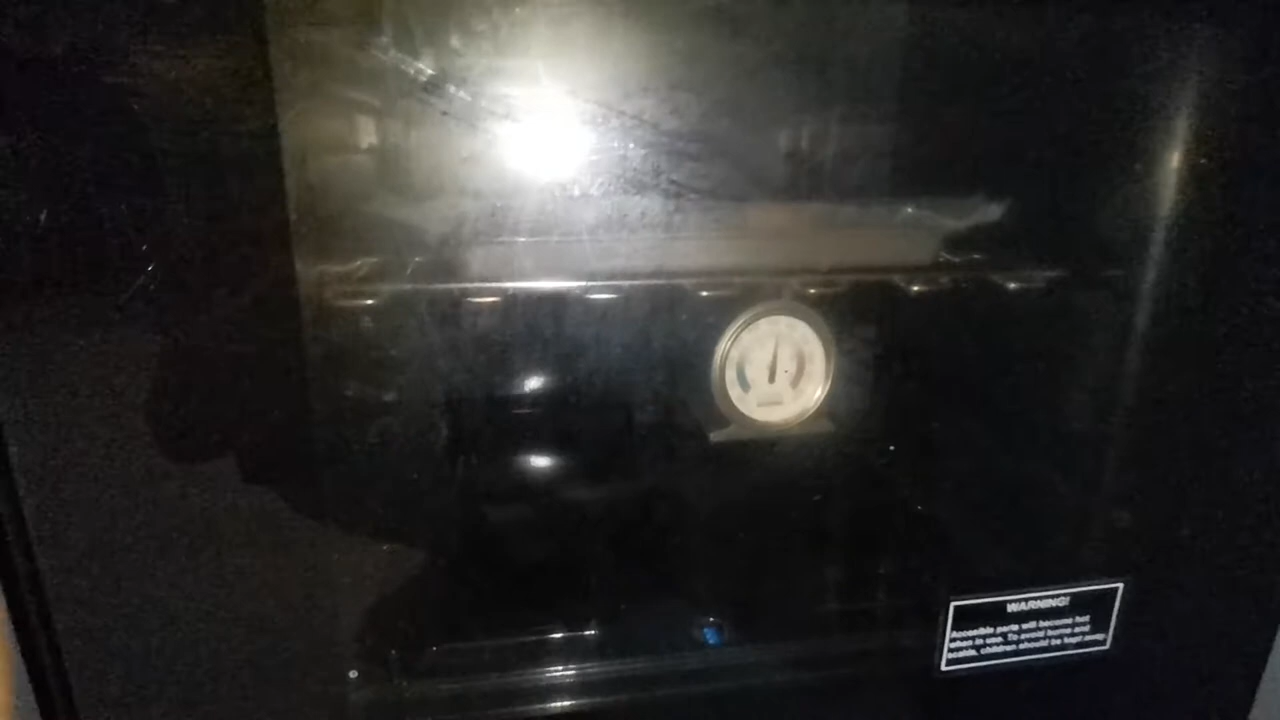 WARNING!
Accesible parts will become hot
when in use. To avoid burns and
scalds, children should be kept away.